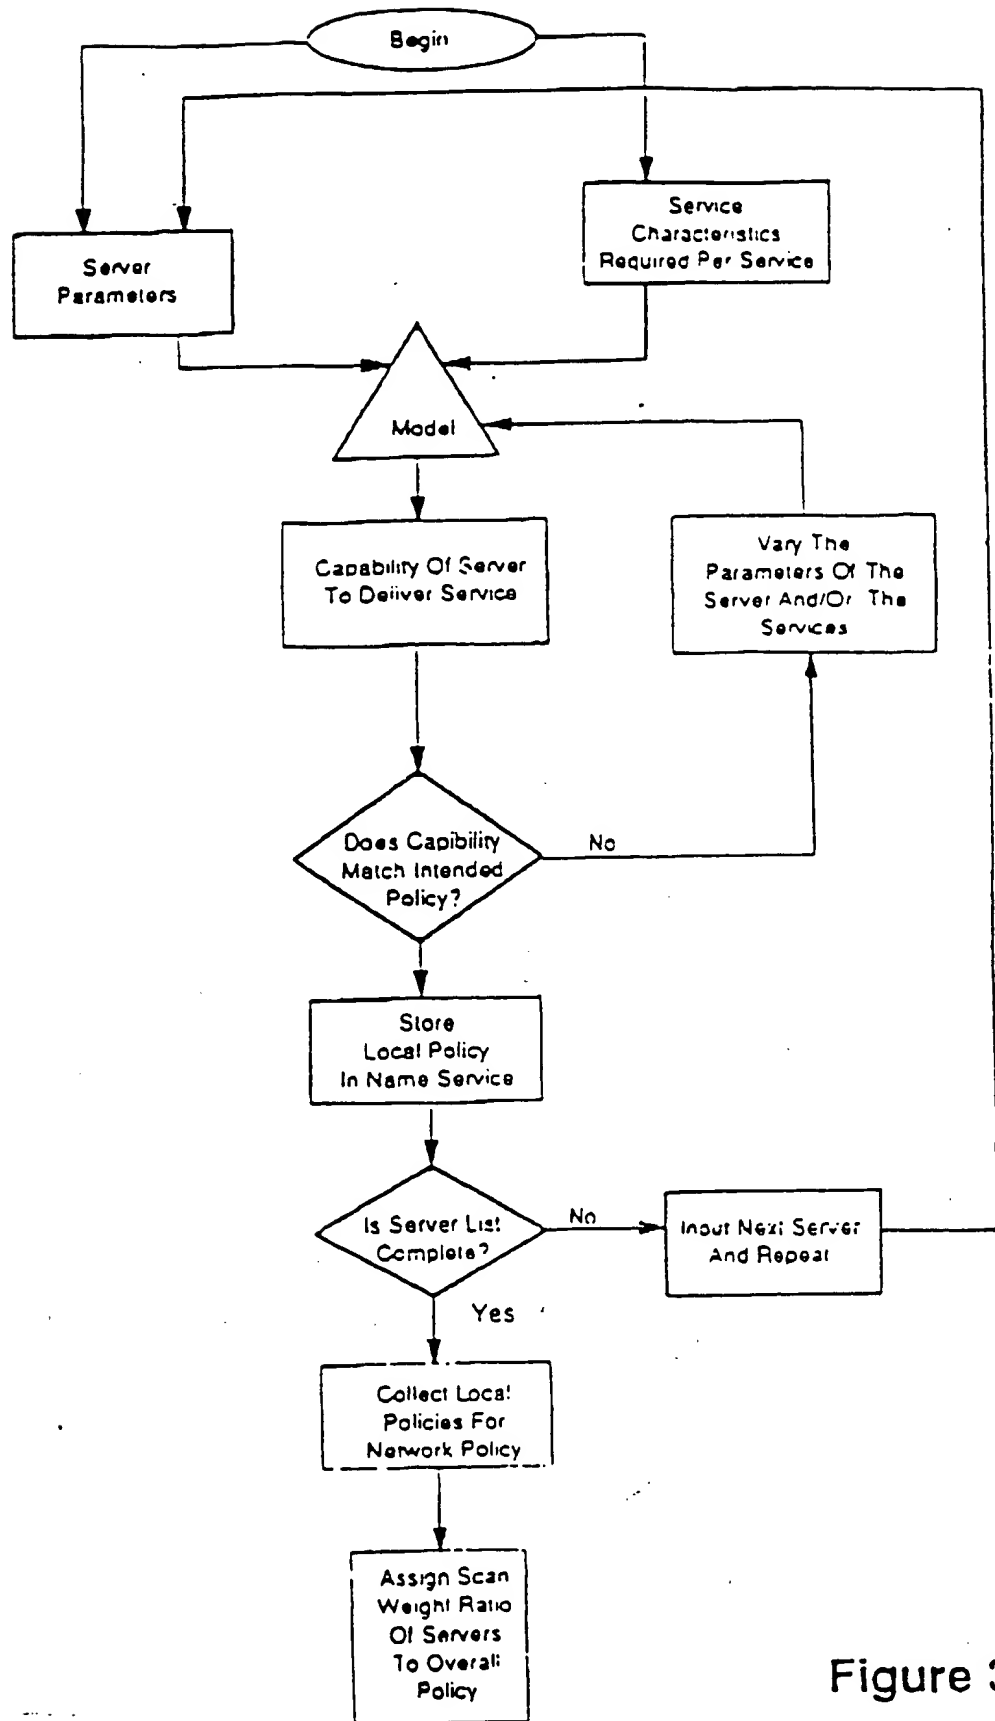 Begin
Service
Characteristics
Required Per Service
Server
Parameters
Model
Capability Of Server
To Deliver Service
Vary The
Parameters Of The
Server And/Or The
Services
Does Capibility
Match Intended
Policy?
No
Store
Local Policy
In Name Service
Is Server List
Complete?
No
Input Next Server
And Repeat
Yes
Collect Local
Policies For
Network Policy
Assign Scan
Weight Ratio
Of Servers
To Overall
Policy
Figure 3